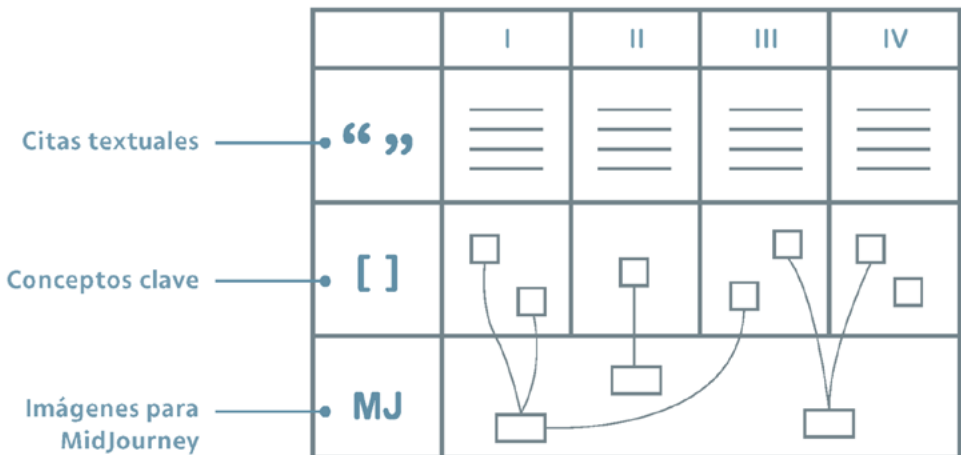 I II III IV
Citas textuales “ ”
Conceptos clave [ ]
Imágenes para
MidJourney
MJ